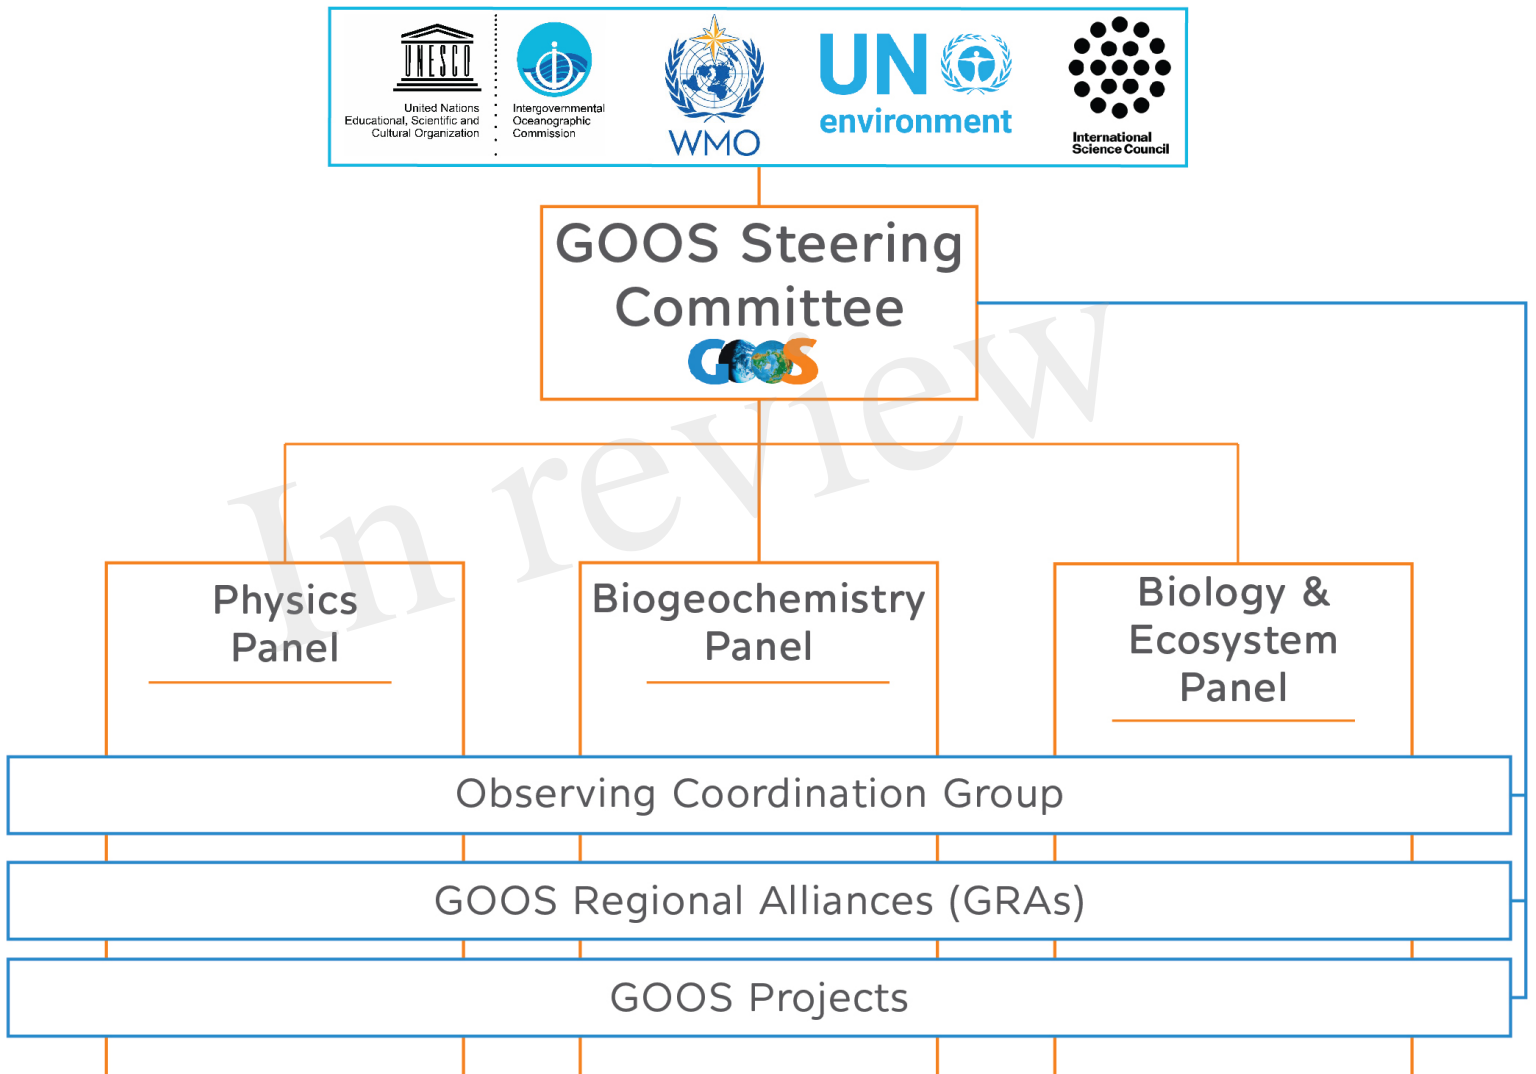 UNESCO
United Nations
Educational, Scientific and
Cultural Organization
Intergovernmental
Oceanographic
Commission
WMO
UN
environment
International
Science Council
GOOS Steering
Committee
GOOS
In review
Physics
Panel
Biogeochemistry
Panel
Biology &
Ecosystem
Panel
Observing Coordination Group
GOOS Regional Alliances (GRAs)
GOOS Projects